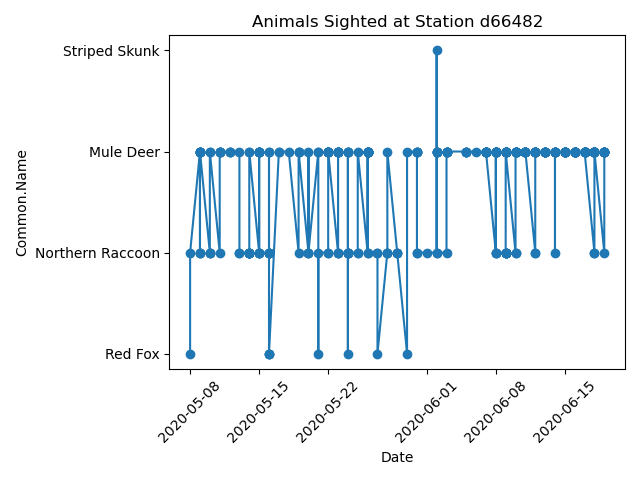 Animals Sighted at Station d66482
Common.Name
Striped Skunk
Mule Deer
Northern Raccoon
Red Fox
2020-05-08
2020-05-15
2020-05-22
2020-06-01
2020-06-08
2020-06-15
Date